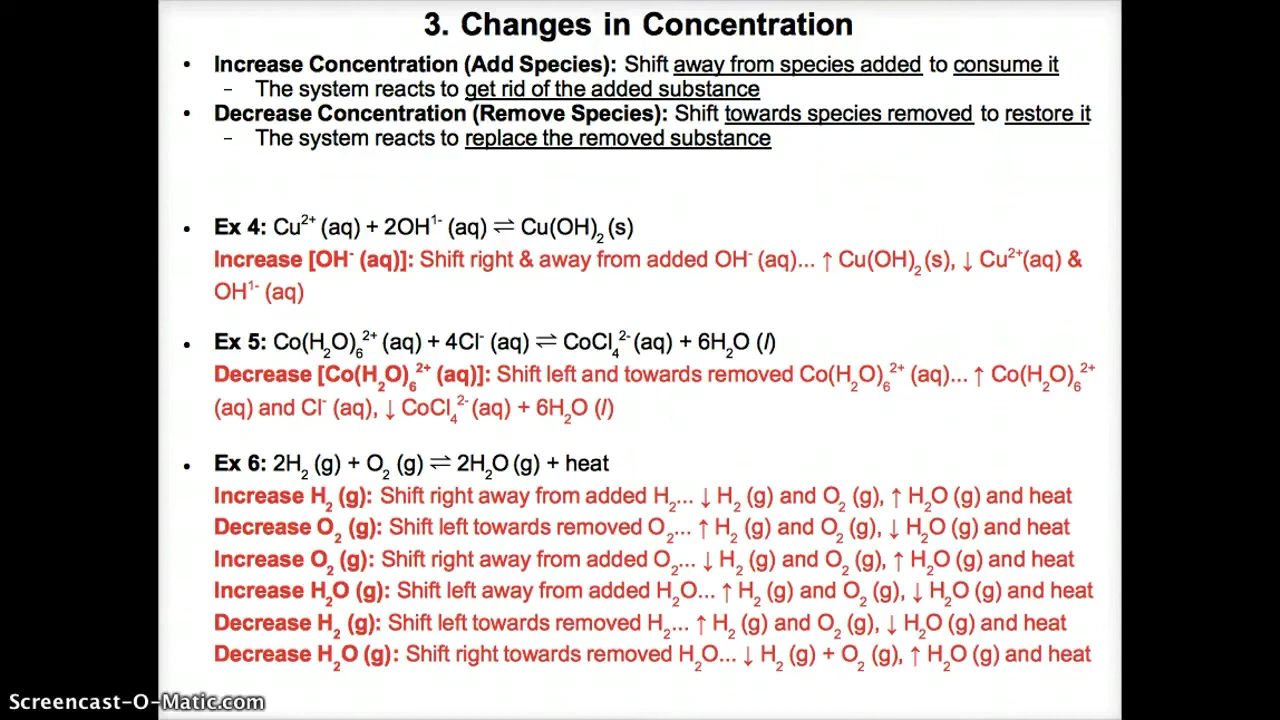 3. Changes in Concentration
• Increase Concentration (Add Species): Shift away from species added to consume it
- The system reacts to get rid of the added substance
• Decrease Concentration (Remove Species): Shift towards species removed to restore it
- The system reacts to replace the removed substance
• Ex 4: Cu²⁺ (aq) + 2OH¹⁻ (aq) ⇌ Cu(OH)₂ (s)
Increase [OH⁻ (aq)]: Shift right & away from added OH⁻ (aq)... ↑ Cu(OH)₂ (s), ↓ Cu²⁺(aq) &
OH¹⁻ (aq)
• Ex 5: Co(H₂O)₆²⁺ (aq) + 4Cl⁻ (aq) ⇌ CoCl₄²⁻ (aq) + 6H₂O (l)
Decrease [Co(H₂O)₆²⁺ (aq)]: Shift left and towards removed Co(H₂O)₆²⁺ (aq)... ↑ Co(H₂O)₆²⁺
(aq) and Cl⁻ (aq), ↓ CoCl₄²⁻ (aq) + 6H₂O (l)
• Ex 6: 2H₂ (g) + O₂ (g) ⇌ 2H₂O (g) + heat
Increase H₂ (g): Shift right away from added H₂... ↓ H₂ (g) and O₂ (g), ↑ H₂O (g) and heat
Decrease O₂ (g): Shift left towards removed O₂... ↑ H₂ (g) and O₂ (g), ↓ H₂O (g) and heat
Increase O₂ (g): Shift right away from added O₂... ↓ H₂ (g) and O₂ (g), ↑ H₂O (g) and heat
Increase H₂O (g): Shift left away from added H₂O... ↑ H₂ (g) and O₂ (g), ↓ H₂O (g) and heat
Decrease H₂ (g): Shift left towards removed H₂... ↑ H₂ (g) and O₂ (g), ↓ H₂O (g) and heat
Decrease H₂O (g): Shift right towards removed H₂O... ↓ H₂ (g) + O₂ (g), ↑ H₂O (g) and heat
Screencast-O-Matic.com